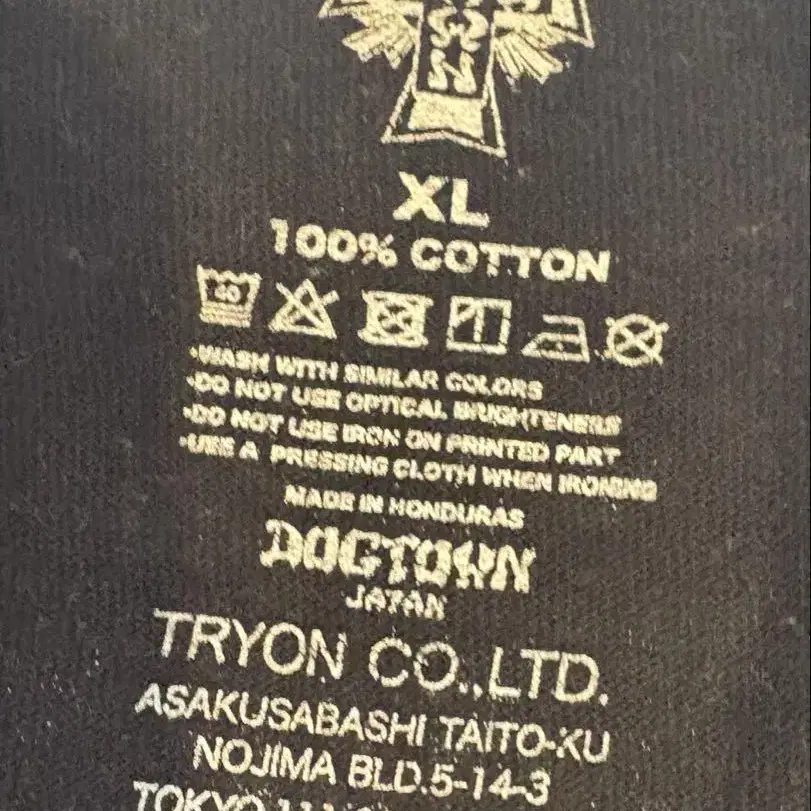 XL
100% COTTON
40
•WASH WITH SIMILAR COLORS
•DO NOT USE OPTICAL BRIGHTENERS
•DO NOT USE IRON ON PRINTED PART
•USE A PRESSING CLOTH WHEN IRONING
MADE IN HONDURAS
DOGTOWN
JAPAN
TRYON CO.,LTD.
ASAKUSABASHI TAITO-KU
NOJIMA BLD.5-14-3
TOKYO